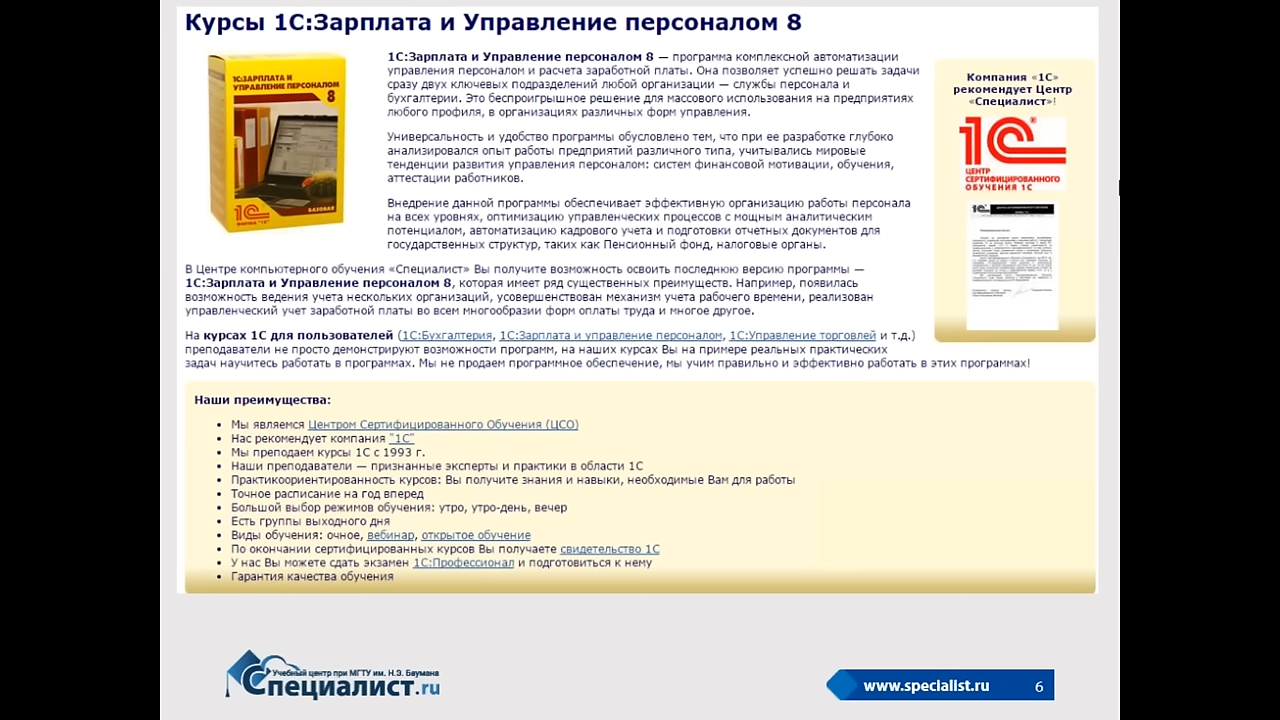 Курсы 1С:Зарплата и Управление персоналом 8
1С:ЗАРПЛАТА И
УПРАВЛЕНИЕ ПЕРСОНАЛОМ
8
1С
ФИРМА "1С"
БАЗОВАЯ
1С:Зарплата и Управление персоналом 8 — программа комплексной автоматизации
управления персоналом и расчета заработной платы. Она позволяет успешно решать задачи
сразу двух ключевых подразделений любой организации — службы персонала и
бухгалтерии. Это беспроигрышное решение для массового использования на предприятиях
любого профиля, в организациях различных форм управления.
Универсальность и удобство программы обусловлено тем, что при ее разработке глубоко
анализировался опыт работы предприятий различного типа, учитывались мировые
тенденции развития управления персоналом: систем финансовой мотивации, обучения,
аттестации работников.
Внедрение данной программы обеспечивает эффективную организацию работы персонала
на всех уровнях, оптимизацию управленческих процессов с мощным аналитическим
потенциалом, автоматизацию кадрового учета и подготовки отчетных документов для
государственных структур, таких как Пенсионный фонд, налоговые органы.
Компания «1С»
рекомендует Центр
«Специалист»!
1С
ЦЕНТР
СЕРТИФИЦИРОВАННОГО
ОБУЧЕНИЯ 1С
В Центре компьютерного обучения «Специалист» Вы получите возможность освоить последнюю версию программы —
1С:Зарплата и Управление персоналом 8, которая имеет ряд существенных преимуществ. Например, появилась
возможность ведения учета нескольких организаций, усовершенствован механизм учета рабочего времени, реализован
управленческий учет заработной платы во всем многообразии форм оплаты труда и многое другое.
На курсах 1С для пользователей (1С:Бухгалтерия, 1С:Зарплата и управление персоналом, 1С:Управление торговлей и т.д.)
преподаватели не просто демонстрируют возможности программ, на наших курсах Вы на примере реальных практических
задач научитесь работать в программах. Мы не продаем программное обеспечение, мы учим правильно и эффективно работать в этих программах!
Наши преимущества:
• Мы являемся Центром Сертифицированного Обучения (ЦСО)
• Нас рекомендует компания "1С"
• Мы преподаем курсы 1С с 1993 г.
• Наши преподаватели — признанные эксперты и практики в области 1С
• Практикоориентированность курсов: Вы получите знания и навыки, необходимые Вам для работы
• Точное расписание на год вперед
• Большой выбор режимов обучения: утро, утро-день, вечер
• Есть группы выходного дня
• Виды обучения: очное, вебинар, открытое обучение
• По окончании сертифицированных курсов Вы получаете свидетельство 1С
• У нас Вы можете сдать экзамен 1С:Профессионал и подготовиться к нему
• Гарантия качества обучения
Учебный центр при МГТУ им. Н.Э. Баумана
Специалист.ru
www.specialist.ru
6